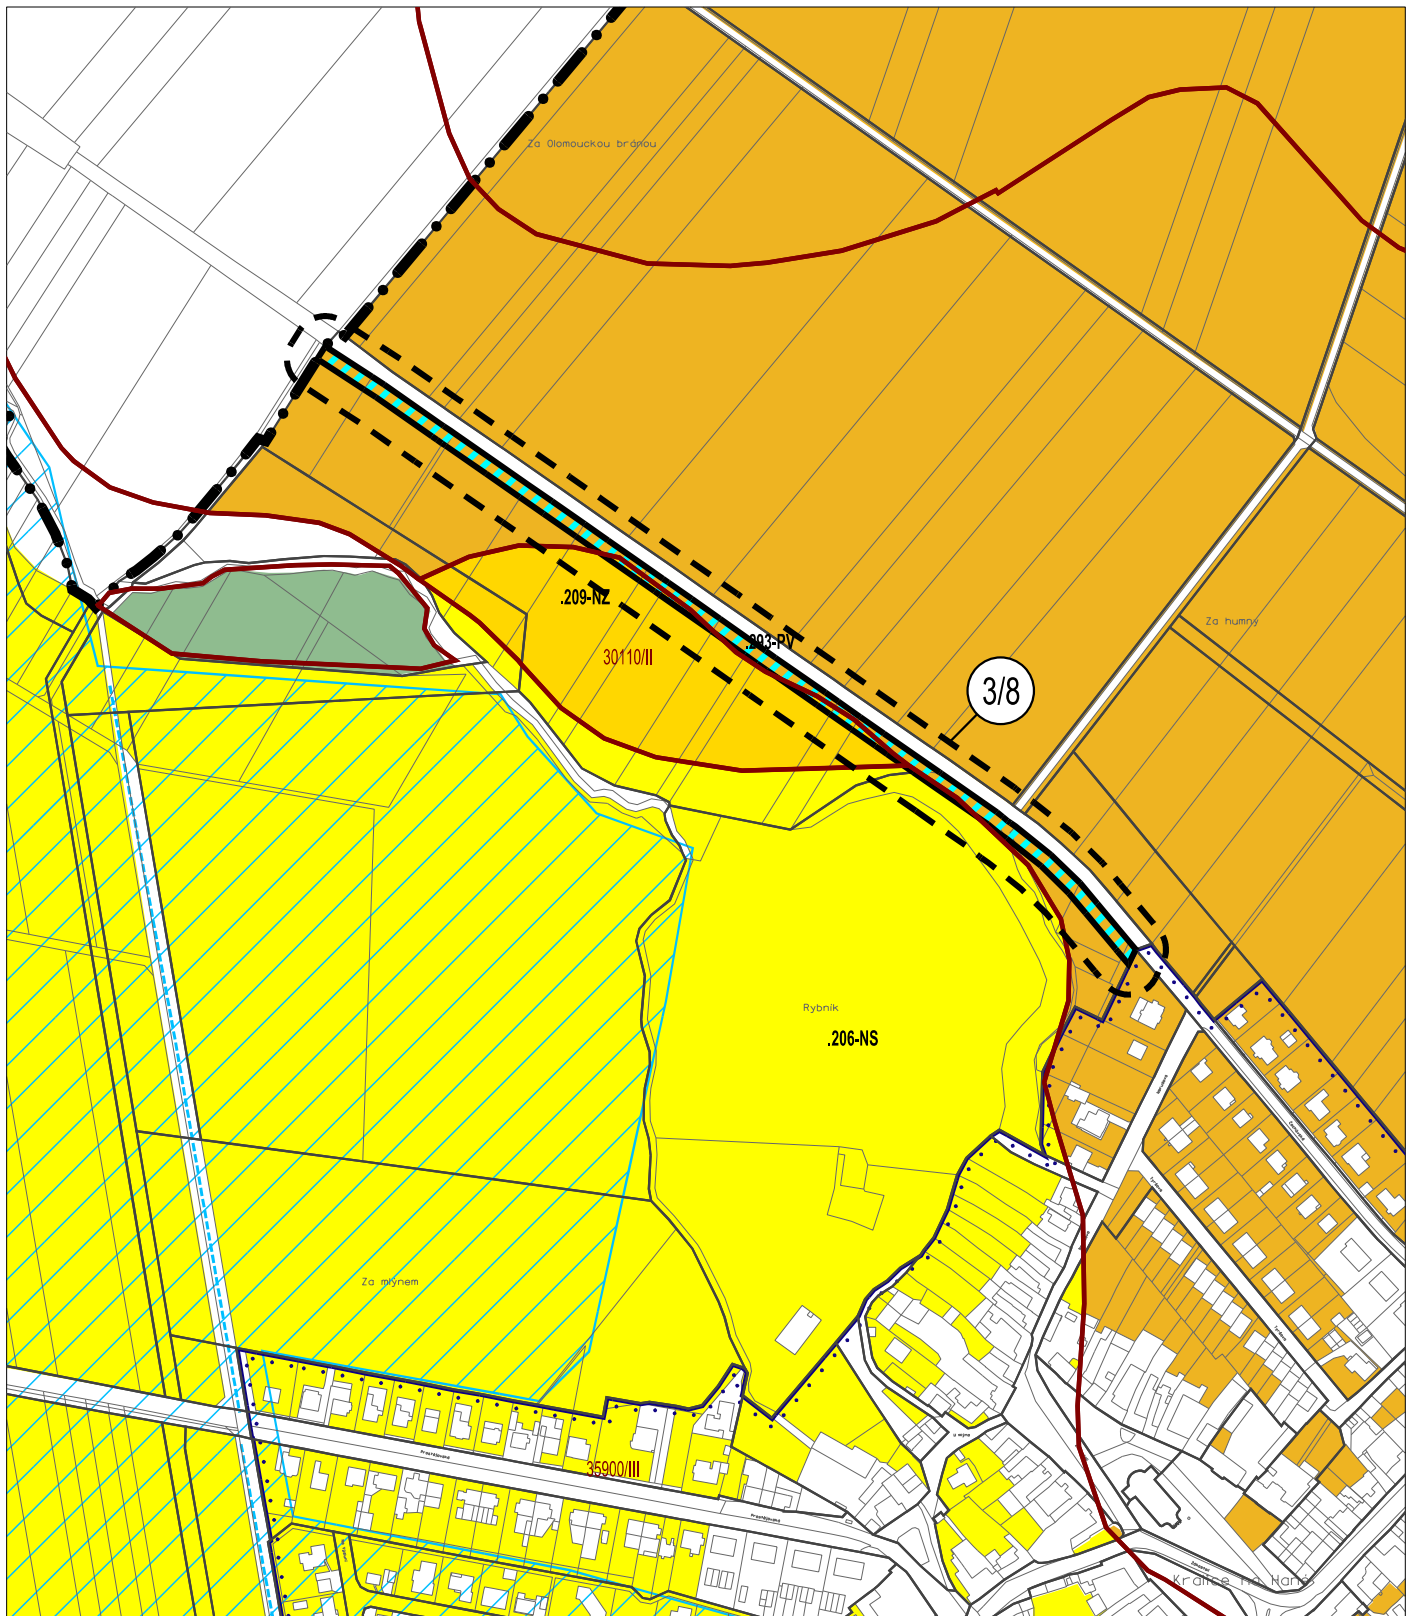 Za Olomouckou bránou
.209-NZ
Za humny
.293-PV
30110/II
3/8
Rybník
.206-NS
Za mlýnem
35900/III
Kralice na Hané